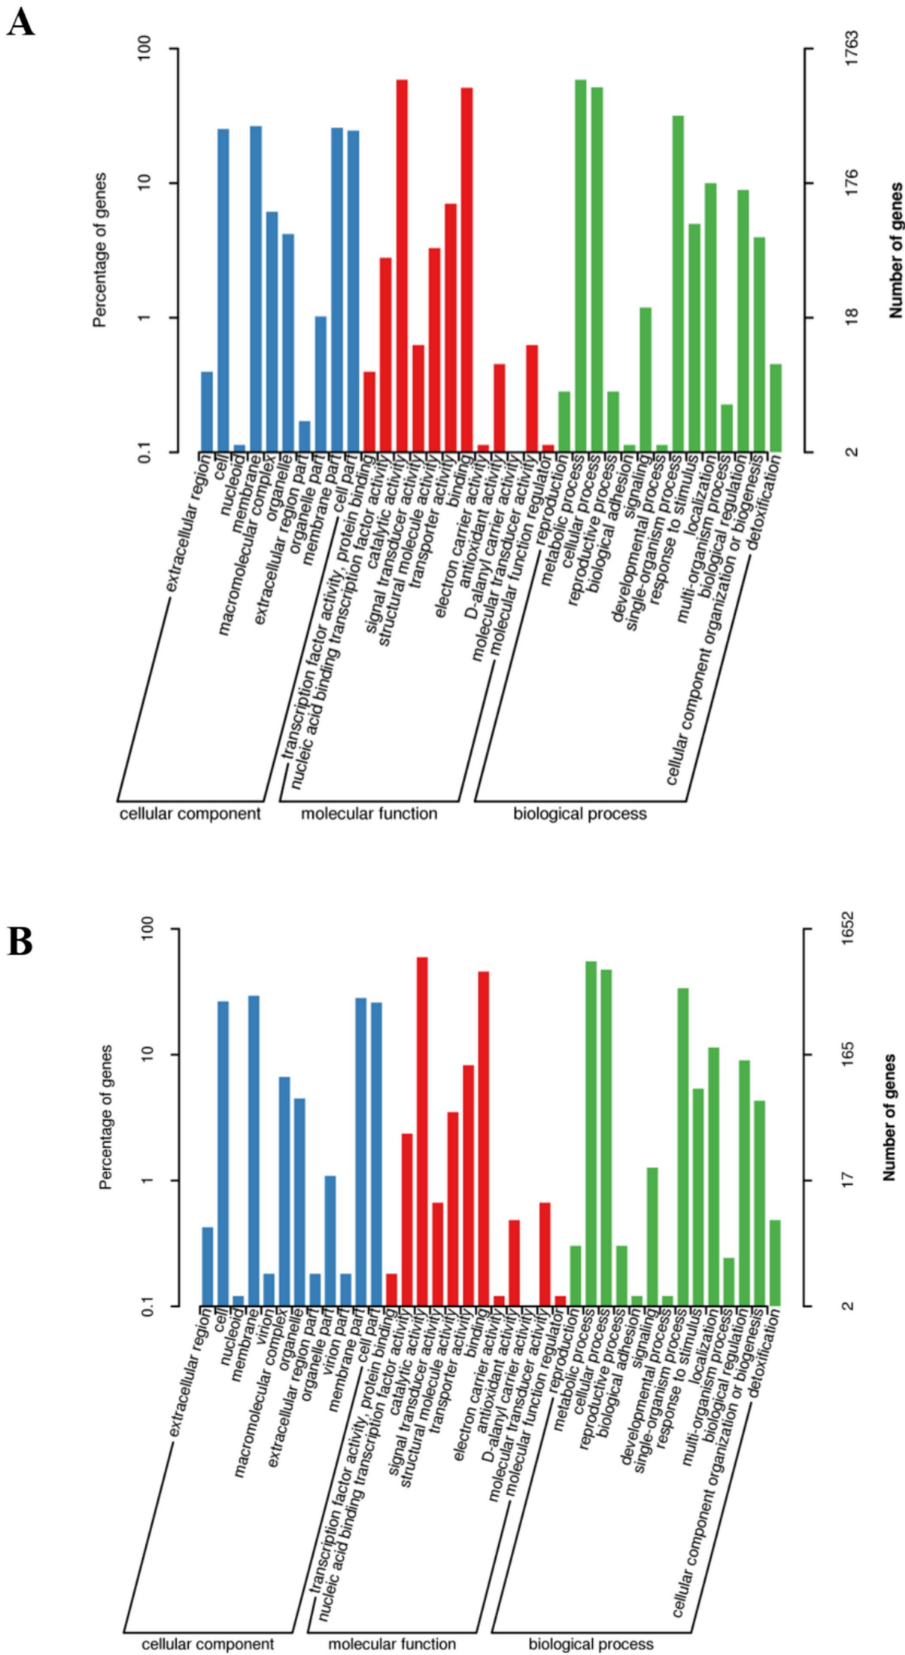 A
100
10
1
0.1
Percentage of genes
1763
176
18
2
Number of genes
extracellular region
cell
nucleoid
membrane
macromolecular complex
organelle
extracellular region part
organelle part
membrane part
cell part
transcription factor activity, protein binding
nucleic acid binding transcription factor activity
catalytic activity
signal transducer activity
structural molecule activity
transporter activity
binding
electron carrier activity
antioxidant activity
D-alanyl carrier activity
molecular transducer activity
molecular function regulator
reproduction
metabolic process
cellular process
reproductive process
biological adhesion
signaling
developmental process
single-organism process
response to stimulus
localization
multi-organism process
biological regulation
cellular component organization or biogenesis
detoxification
cellular component
molecular function
biological process
B
100
10
1
0.1
Percentage of genes
1652
165
17
2
Number of genes
extracellular region
cell
nucleoid
membrane
virion
macromolecular complex
organelle
extracellular region part
organelle part
virion part
membrane part
cell part
transcription factor activity, protein binding
nucleic acid binding transcription factor activity
catalytic activity
signal transducer activity
structural molecule activity
transporter activity
binding
electron carrier activity
antioxidant activity
D-alanyl carrier activity
molecular transducer activity
molecular function regulator
reproduction
metabolic process
cellular process
reproductive process
biological adhesion
signaling
developmental process
single-organism process
response to stimulus
localization
multi-organism process
biological regulation
cellular component organization or biogenesis
detoxification
cellular component
molecular function
biological process